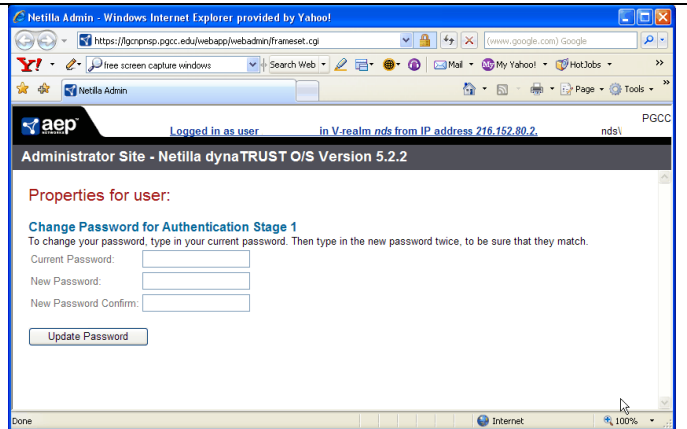 Netilla Admin - Windows Internet Explorer provided by Yahoo!
https://lgcnpnsp.pgcc.edu/webapp/webadmin/frameset.cgi
(www.google.com) Google
Y! free screen capture windows Search Web Mail My Yahoo! HotJobs »
Netilla Admin Page Tools »
aep™ NETWORKS Logged in as user in V-realm nds from IP address 216.152.80.2. nds\ PGCC
Administrator Site - Netilla dynaTRUST O/S Version 5.2.2
Properties for user:
Change Password for Authentication Stage 1
To change your password, type in your current password. Then type in the new password twice, to be sure that they match.
Current Password:
New Password:
New Password Confirm:
Update Password
Done Internet 100%